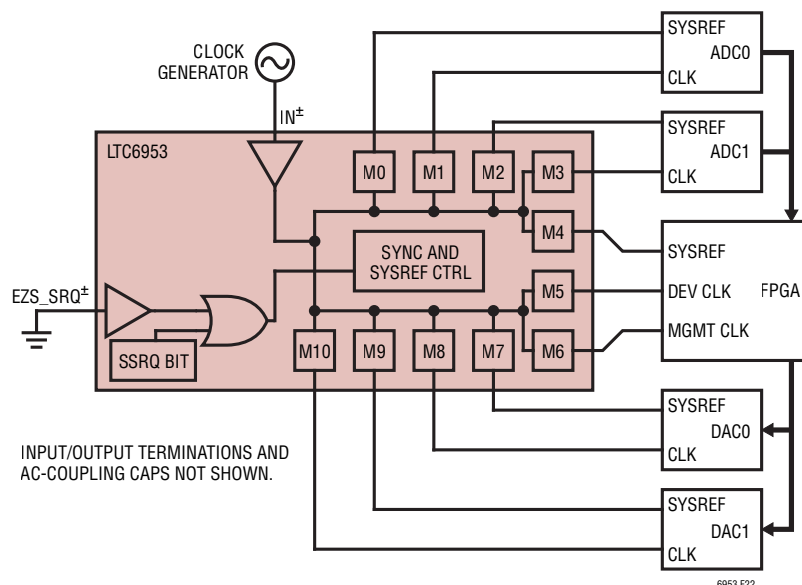 CLOCK
GENERATOR
IN±
LTC6953
M0
M1
M2
M3
M4
SYNC AND
SYSREF CTRL
EZS_SRQ±
SSRQ BIT
M5
M6
M10
M9
M8
M7
SYSREF
ADC0
CLK
SYSREF
ADC1
CLK
SYSREF
FPGA
DEV CLK
MGMT CLK
SYSREF
DAC0
CLK
SYSREF
DAC1
CLK
INPUT/OUTPUT TERMINATIONS AND
AC-COUPLING CAPS NOT SHOWN.
6953 F22